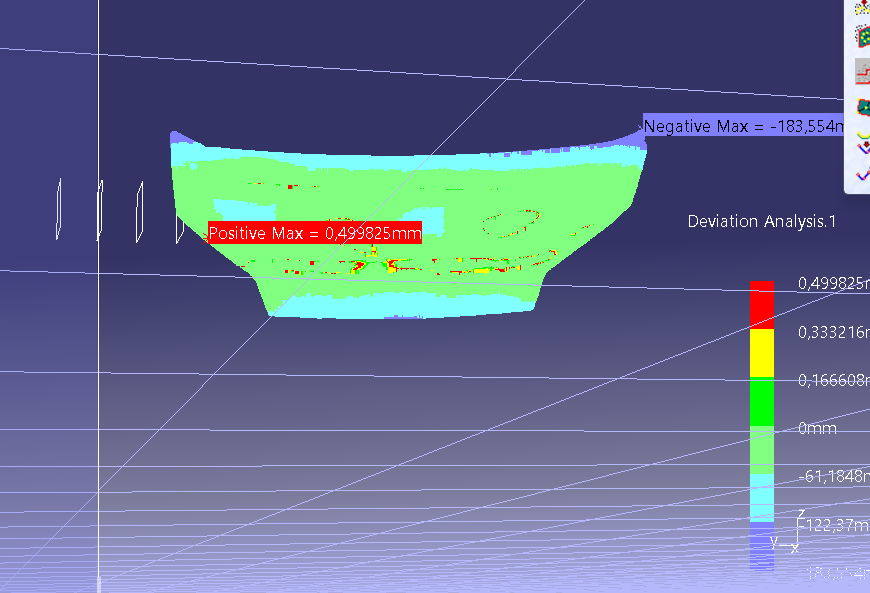 Negative Max = -183,554m
Deviation Analysis.1
Positive Max = 0,499825mm
0,499825m
0,333216m
0,166608m
0mm
-61,1848m
-122,37m
z
y
x